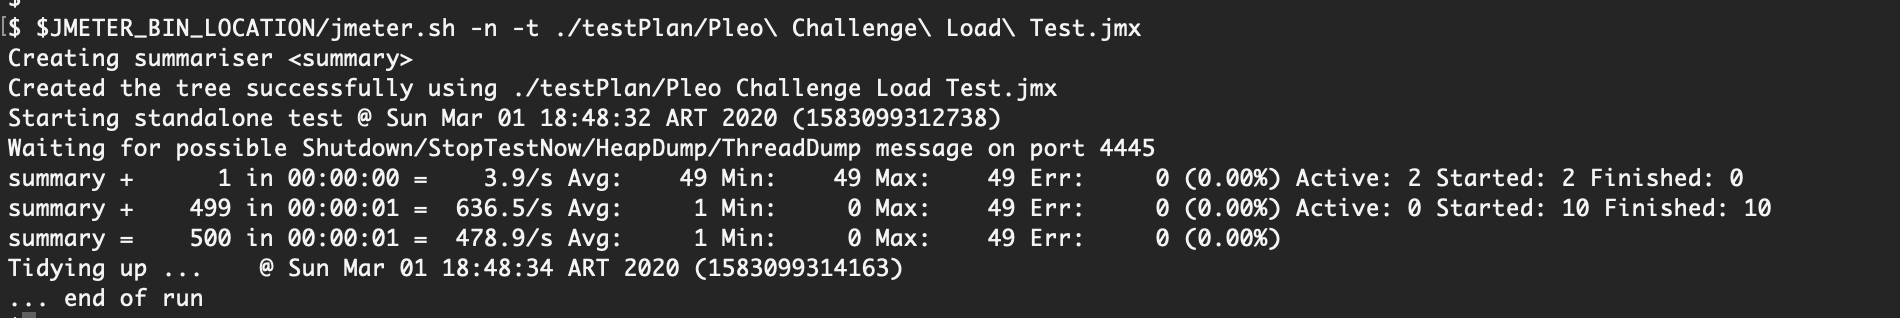 $
[$ $JMETER_BIN_LOCATION/jmeter.sh -n -t ./testPlan/Pleo\ Challenge\ Load\ Test.jmx
Creating summariser <summary>
Created the tree successfully using ./testPlan/Pleo Challenge Load Test.jmx
Starting standalone test @ Sun Mar 01 18:48:32 ART 2020 (1583099312738)
Waiting for possible Shutdown/StopTestNow/HeapDump/ThreadDump message on port 4445
summary +      1 in 00:00:00 =    3.9/s Avg:    49 Min:    49 Max:    49 Err:     0 (0.00%) Active: 2 Started: 2 Finished: 0
summary +    499 in 00:00:01 =  636.5/s Avg:     1 Min:     0 Max:    49 Err:     0 (0.00%) Active: 0 Started: 10 Finished: 10
summary =    500 in 00:00:01 =  478.9/s Avg:     1 Min:     0 Max:    49 Err:     0 (0.00%)
Tidying up ...    @ Sun Mar 01 18:48:34 ART 2020 (1583099314163)
... end of run